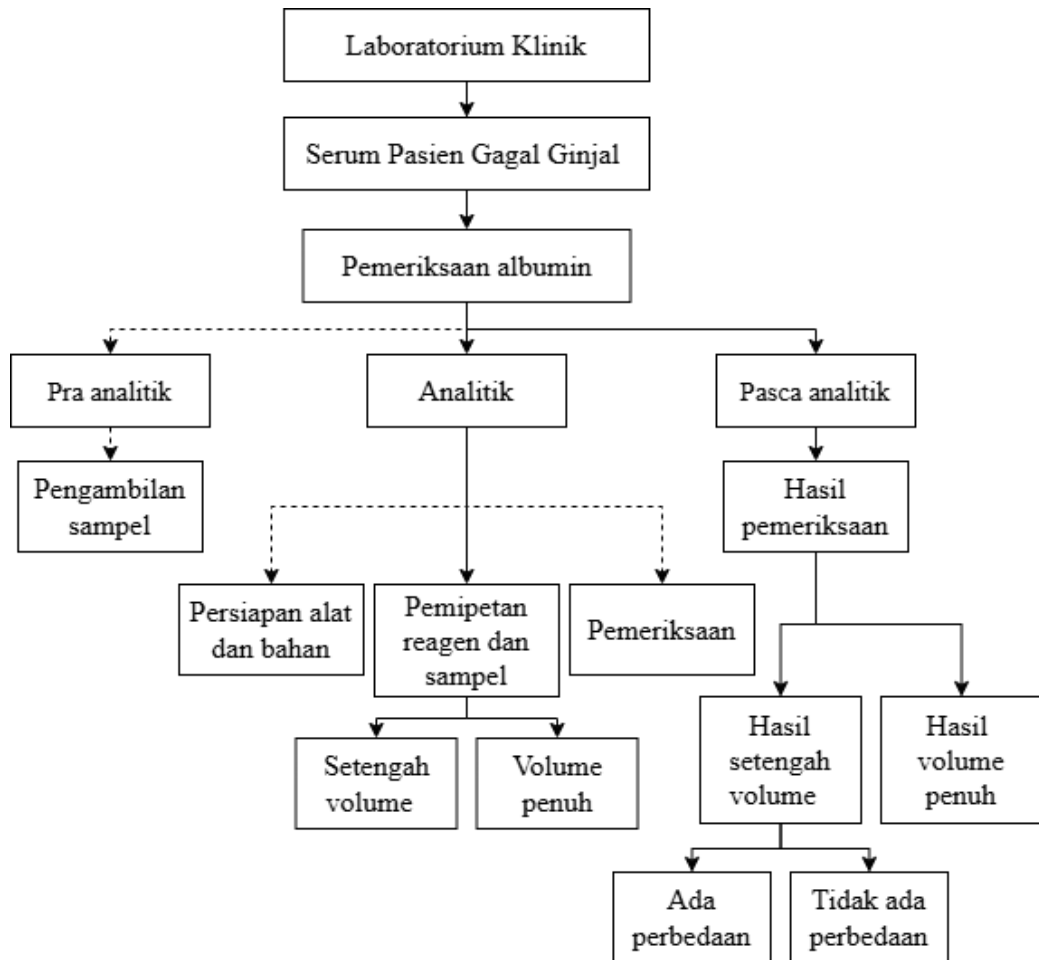 Laboratorium Klinik
Serum Pasien Gagal Ginjal
Pemeriksaan albumin
Pra analitik
Analitik
Pasca analitik
Pengambilan
sampel
Hasil
pemeriksaan
Persiapan alat
dan bahan
Pemipetan
reagen dan
sampel
Pemeriksaan
Setengah
volume
Volume
penuh
Hasil
setengah
volume
Hasil
volume
penuh
Ada
perbedaan
Tidak ada
perbedaan